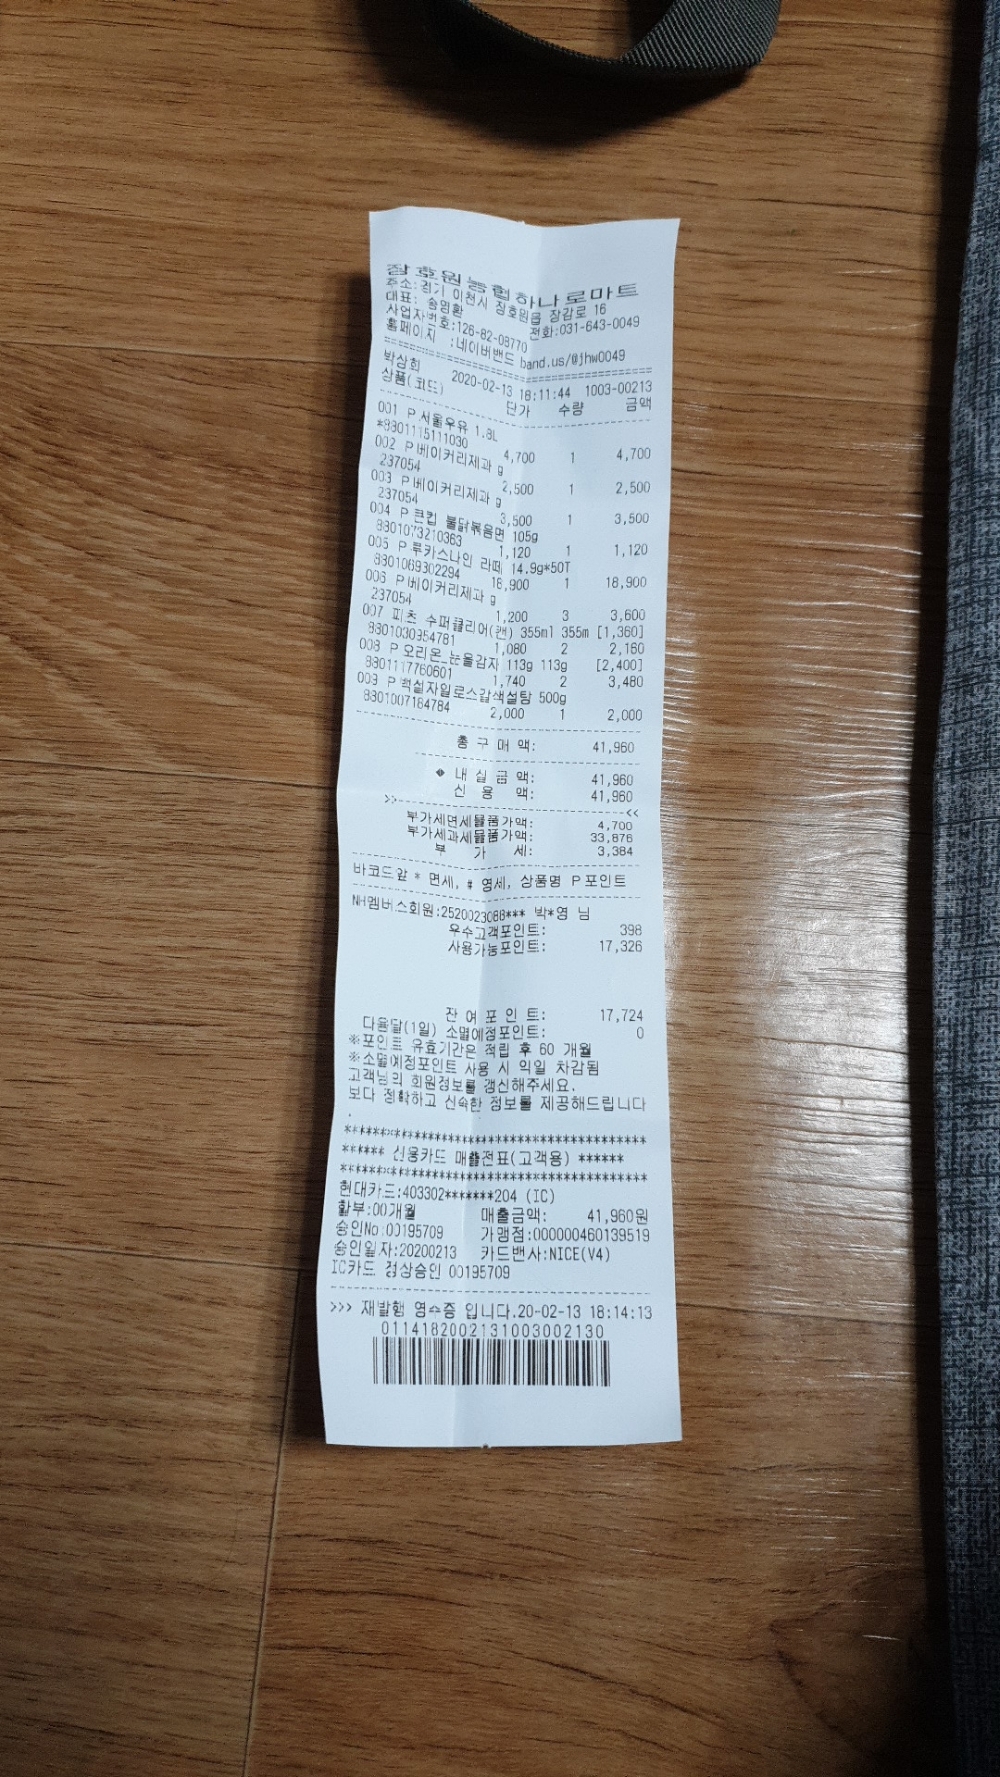 장호원농협하나로마트
주소:경기 이천시 장호원읍 장감로 16
대표: 송영환 전화:031-643-0049
사업자번호:126-82-08770
홈페이지 :네이버밴드 band.us/@jhw0049
박상희 2020-02-13 18:11:44 1003-00213
상품(코드) 단가 수량 금액
001 P 서울우유 1.8L
*8801115111030 4,700 1 4,700
002 P 베이커리제과 g
237054 2,500 1 2,500
003 P 베이커리제과 g
237054 3,500 1 3,500
004 P 큰컵 불닭볶음면 105g
8801073210363 1,120 1 1,120
005 P 루카스나인 라떼 14.9g*50T
8801069302294 18,900 1 18,900
006 P 베이커리제과 g
237054 1,200 3 3,600
007 피츠 수퍼클리어(캔) 355ml 355m [1,360]
8801030954781 1,080 2 2,160
008 P 오리온_눈을감자 113g 113g [2,400]
8801117760601 1,740 2 3,480
009 P 백설자일로스갈색설탕 500g
8801007184784 2,000 1 2,000
총 구 매 액: 41,960
◆ 내 실 금 액: 41,960
신 용 액: 41,960
>>---<<
부가세면세물품가액: 4,700
부가세과세물품가액: 33,876
부 가 세: 3,384
바코드앞 * 면세, # 영세, 상품명 P 포인트
NH멤버스회원:252002308*** 박*영 님
우수고객포인트: 398
사용가능포인트: 17,326
잔 여 포 인 트: 17,724
다음달(1일) 소멸예정포인트: 0
※포인트 유효기간은 적립 후 60 개월
※소멸예정포인트 사용 시 익일 차감됨
고객님의 회원정보를 갱신해주세요.
보다 정확하고 신속한 정보를 제공해드립니다
.
****** 신용카드 매출전표(고객용) ******
현대카드:403302*******204 (IC)
할부:00개월 매출금액: 41,960원
승인No:00195709 가맹점:000000460139519
승인일자:20200213 카드밴사:NICE(V4)
IC카드 정상승인 00195709
>>> 재발행 영수증 입니다.20-02-13 18:14:13
0114182002131003002130